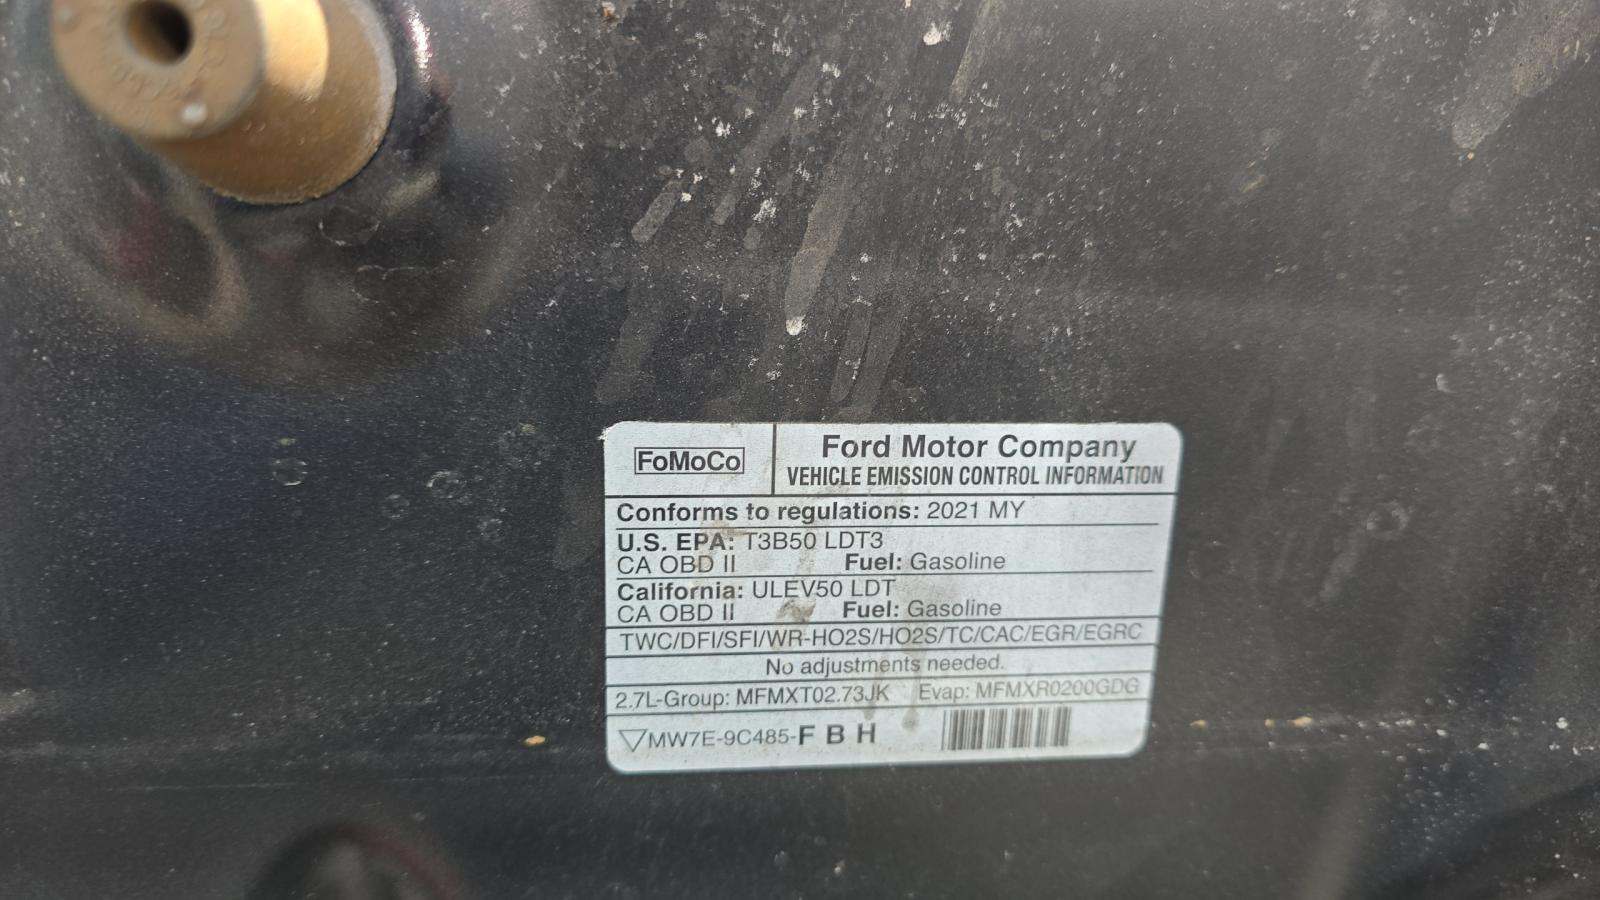 FoMoCo
Ford Motor Company
VEHICLE EMISSION CONTROL INFORMATION
Conforms to regulations: 2021 MY
U.S. EPA: T3B50 LDT3
CA OBD II Fuel: Gasoline
California: ULEV50 LDT
CA OBD II Fuel: Gasoline
TWC/DFI/SFI/WR-HO2S/HO2S/TC/CAC/EGR/EGRC
No adjustments needed.
2.7L-Group: MFMXT02.73JK Evap: MFMXR0200GDG
MW7E-9C485-F B H